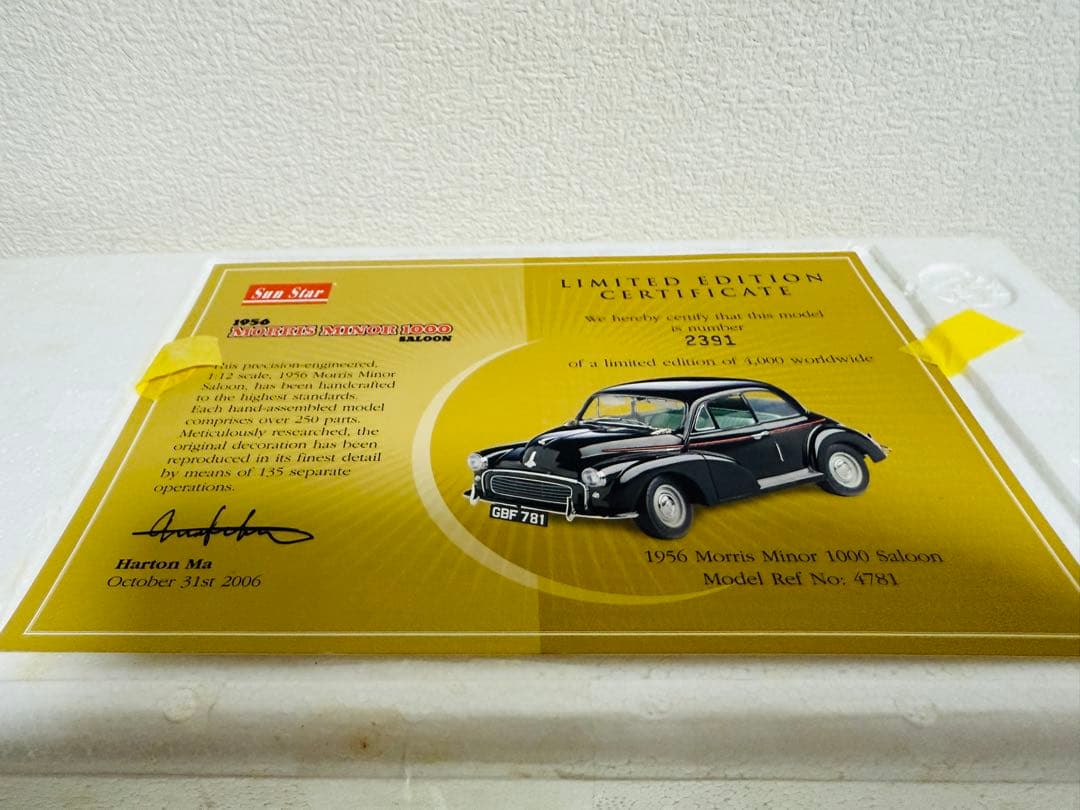 Sun Star
1956
MORRIS MINOR 1000
SALOON
This precision-engineered,
1:12 scale, 1956 Morris Minor
Saloon, has been handcrafted
to the highest standards.
Each hand-assembled model
comprises over 250 parts.
Meticulously researched, the
original decoration has been
reproduced in its finest detail
by means of 135 separate
operations.
Harton Ma
October 31st 2006
LIMITED EDITION
CERTIFICATE
We hereby certify that this model
is number
2391
of a limited edition of 4,000 worldwide
GBF 781
1956 Morris Minor 1000 Saloon
Model Ref No: 4781